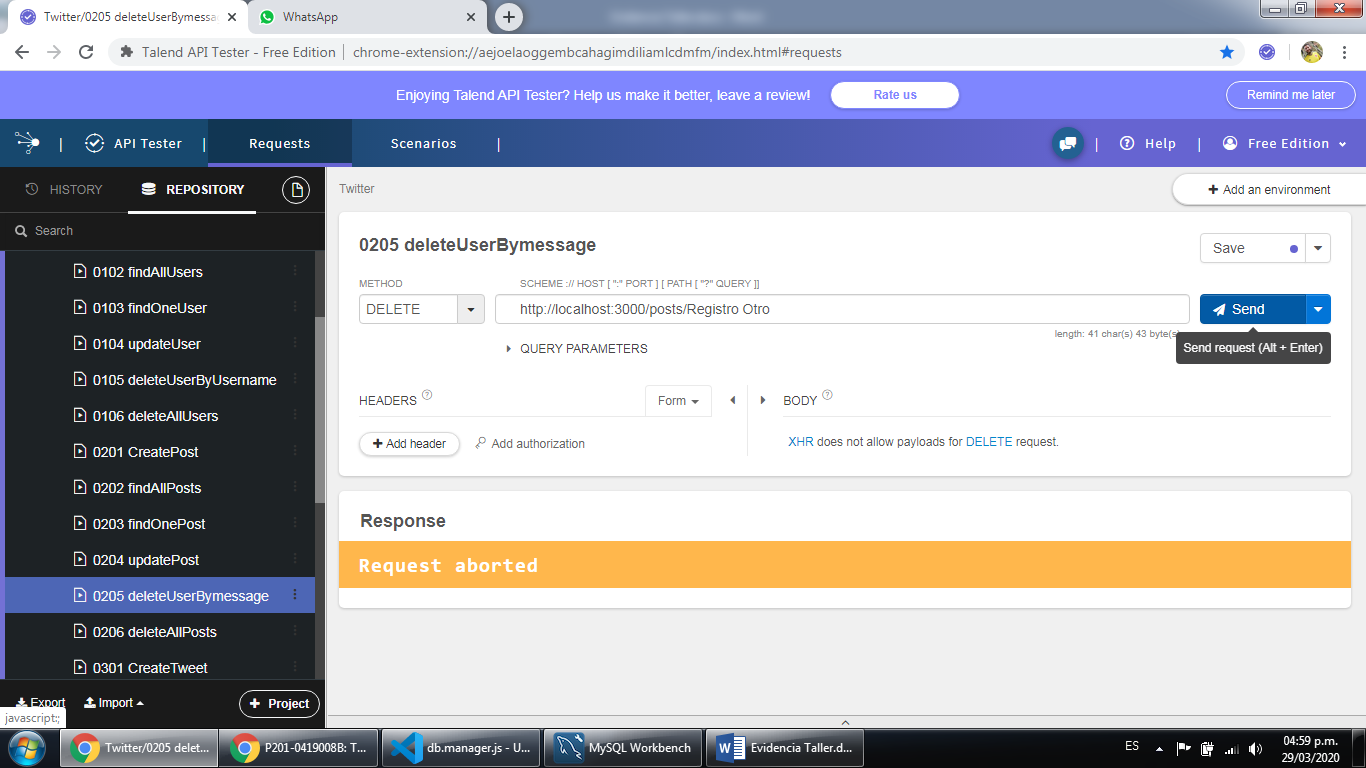 Twitter/0205 deleteUserBymessa
WhatsApp
Talend API Tester - Free Edition
chrome-extension://aejoelaoggembcahagimdiliamlcdmfm/index.html#requests
Enjoying Talend API Tester? Help us make it better, leave a review!
Rate us
Remind me later
API Tester
Requests
Scenarios
Help
Free Edition
HISTORY
REPOSITORY
Twitter
Add an environment
Search
0102 findAllUsers
0103 findOneUser
0104 updateUser
0105 deleteUserByUsername
0106 deleteAllUsers
0201 CreatePost
0202 findAllPosts
0203 findOnePost
0204 updatePost
0205 deleteUserBymessage
0206 deleteAllPosts
0301 CreateTweet
Export
Import
Project
javascript:;
0205 deleteUserBymessage
Save
METHOD
SCHEME :// HOST [ ":" PORT ] [ PATH [ "?" QUERY ]]
DELETE
http://localhost:3000/posts/Registro Otro
Send
length: 41 char(s) 43 byte(s)
Send request (Alt + Enter)
QUERY PARAMETERS
HEADERS
Form
BODY
Add header
Add authorization
XHR does not allow payloads for DELETE request.
Response
Request aborted
Twitter/0205 delet...
P201-0419008B: T...
db.manager.js - U...
MySQL Workbench
Evidencia Taller.d...
ES
04:59 p.m.
29/03/2020